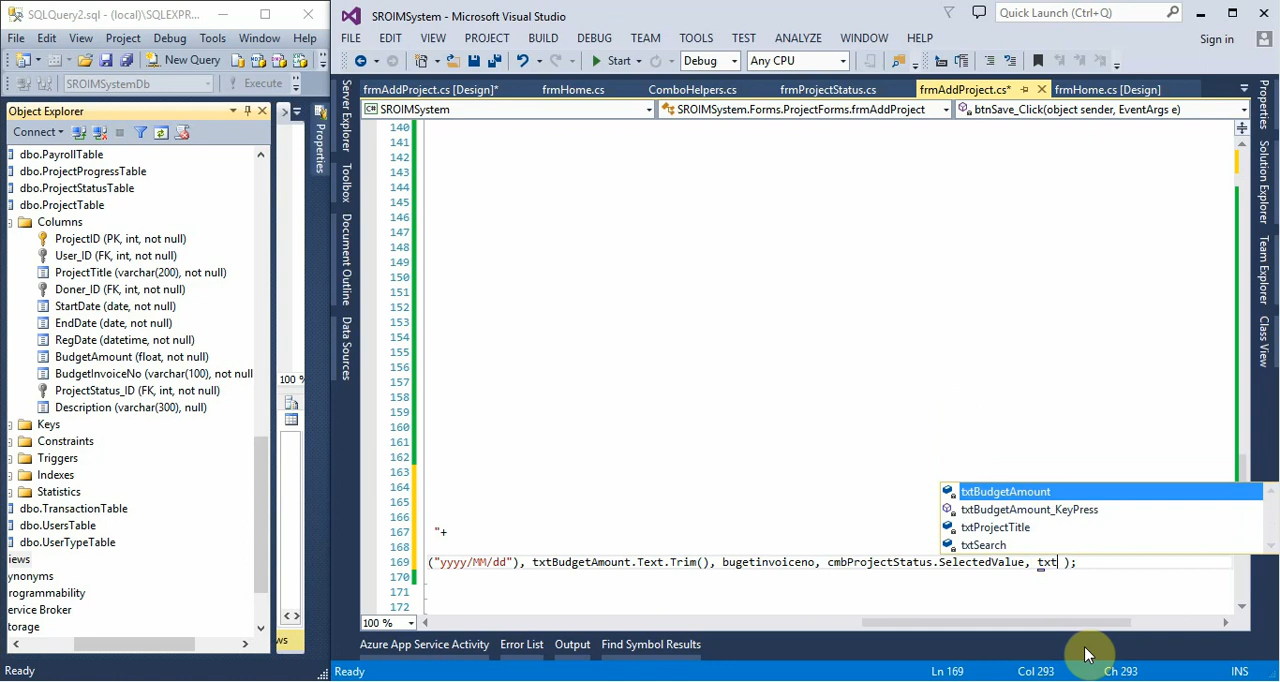 SQLQuery2.sql - (local)\SQLEXPR...
File Edit View Project Debug Tools Window Help
New Query
SROIMSystemDb Execute
Object Explorer
Connect
dbo.PayrollTable
dbo.ProjectProgressTable
dbo.ProjectStatusTable
dbo.ProjectTable
Columns
ProjectID (PK, int, not null)
User_ID (FK, int, not null)
ProjectTitle (varchar(200), not null)
Doner_ID (FK, int, not null)
StartDate (date, not null)
EndDate (date, not null)
RegDate (datetime, not null)
BudgetAmount (float, not null)
BudgetInvoiceNo (varchar(100), not null
ProjectStatus_ID (FK, int, not null)
Description (varchar(300), null)
Keys
Constraints
Triggers
Indexes
Statistics
dbo.TransactionTable
dbo.UsersTable
dbo.UserTypeTable
iews
ynonyms
rogrammability
ervice Broker
torage
Ready
Properties
100 %
ws
SROIMSystem - Microsoft Visual Studio
Quick Launch (Ctrl+Q)
FILE EDIT VIEW PROJECT BUILD DEBUG TEAM TOOLS TEST ANALYZE WINDOW HELP
Sign in
Start Debug Any CPU
frmAddProject.cs [Design]* frmHome.cs ComboHelpers.cs frmProjectStatus.cs frmAddProject.cs* frmHome.cs [Design]
SROIMSystem SROIMSystem.Forms.ProjectForms.frmAddProject btnSave_Click(object sender, EventArgs e)
Server Explorer
Toolbox
Document Outline
Data Sources
140
141
142
143
144
145
146
147
148
149
150
151
152
153
154
155
156
157
158
159
160
161
162
163
164
165
166
167 "+
168
169 ("yyyy/MM/dd"), txtBudgetAmount.Text.Trim(), bugetinvoiceno, cmbProjectStatus.SelectedValue, txt );
170
171
172
txtBudgetAmount
txtBudgetAmount_KeyPress
txtProjectTitle
txtSearch
Properties
Solution Explorer
Team Explorer
Class View
100 %
Azure App Service Activity Error List Output Find Symbol Results
Ready Ln 169 Col 293 Ch 293 INS